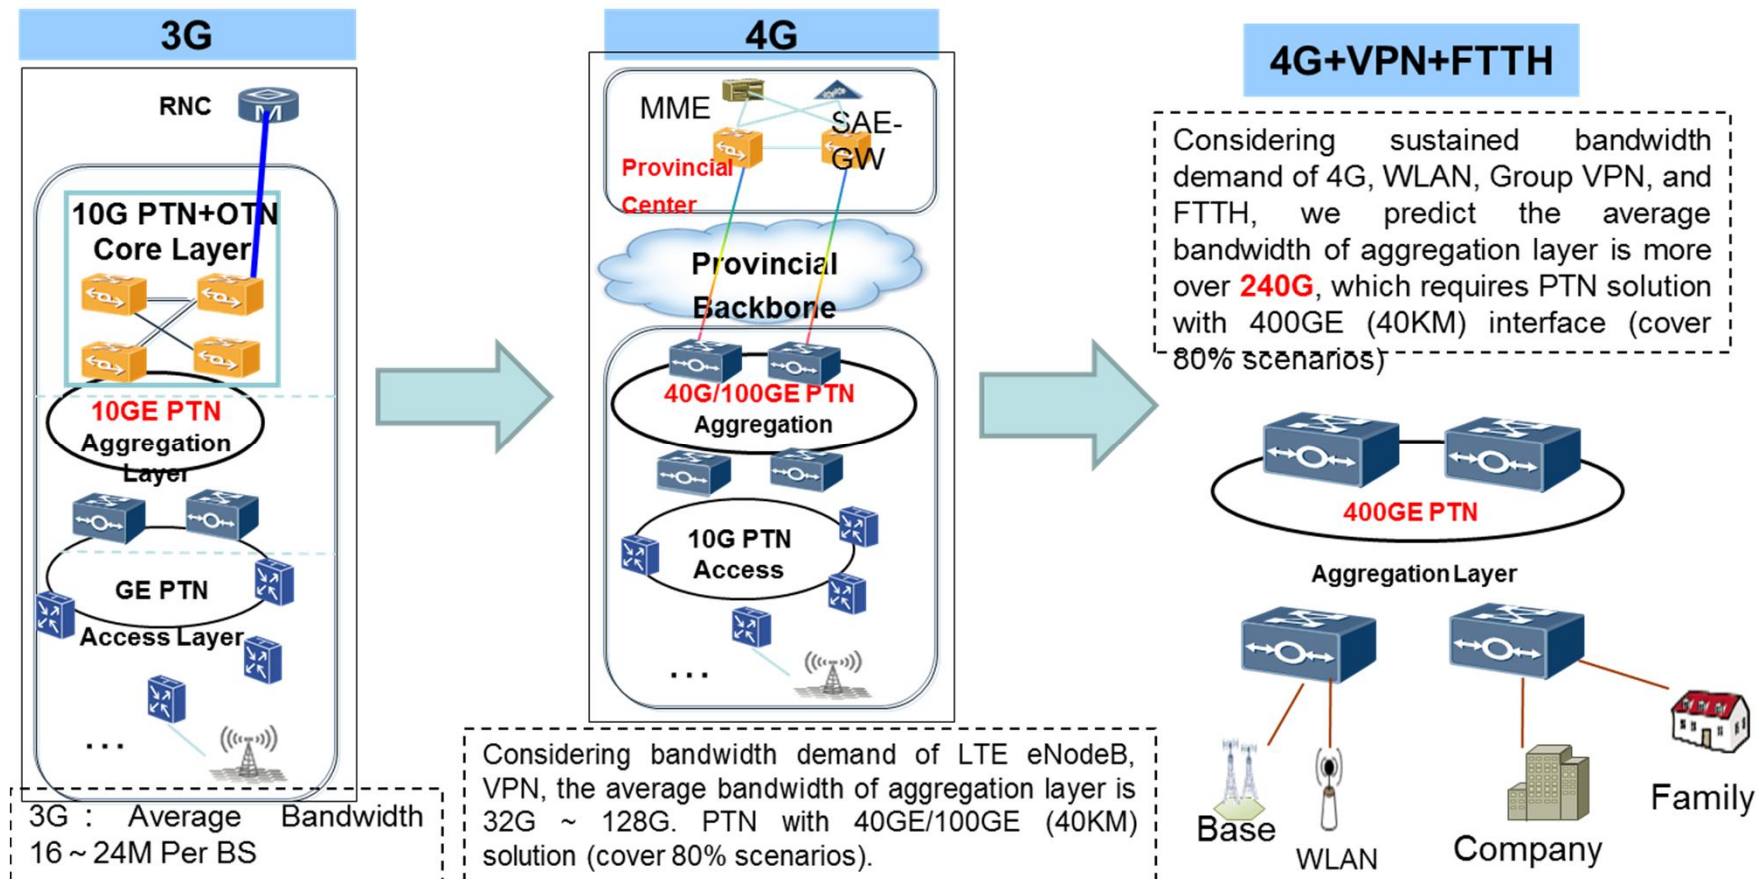 3G
RNC
10G PTN+OTN
Core Layer
10GE PTN
Aggregation
Layer
GE PTN
Access Layer
...
3G : Average Bandwidth
16 ~ 24M Per BS
4G
MME
SAE-
GW
Provincial
Center
Provincial
Backbone
40G/100GE PTN
Aggregation
10G PTN
Access
...
Considering bandwidth demand of LTE eNodeB,
VPN, the average bandwidth of aggregation layer is
32G ~ 128G. PTN with 40GE/100GE (40KM)
solution (cover 80% scenarios).
4G+VPN+FTTH
Considering sustained bandwidth
demand of 4G, WLAN, Group VPN, and
FTTH, we predict the average
bandwidth of aggregation layer is more
over 240G, which requires PTN solution
with 400GE (40KM) interface (cover
80% scenarios)
400GE PTN
Aggregation Layer
Base
WLAN
Company
Family